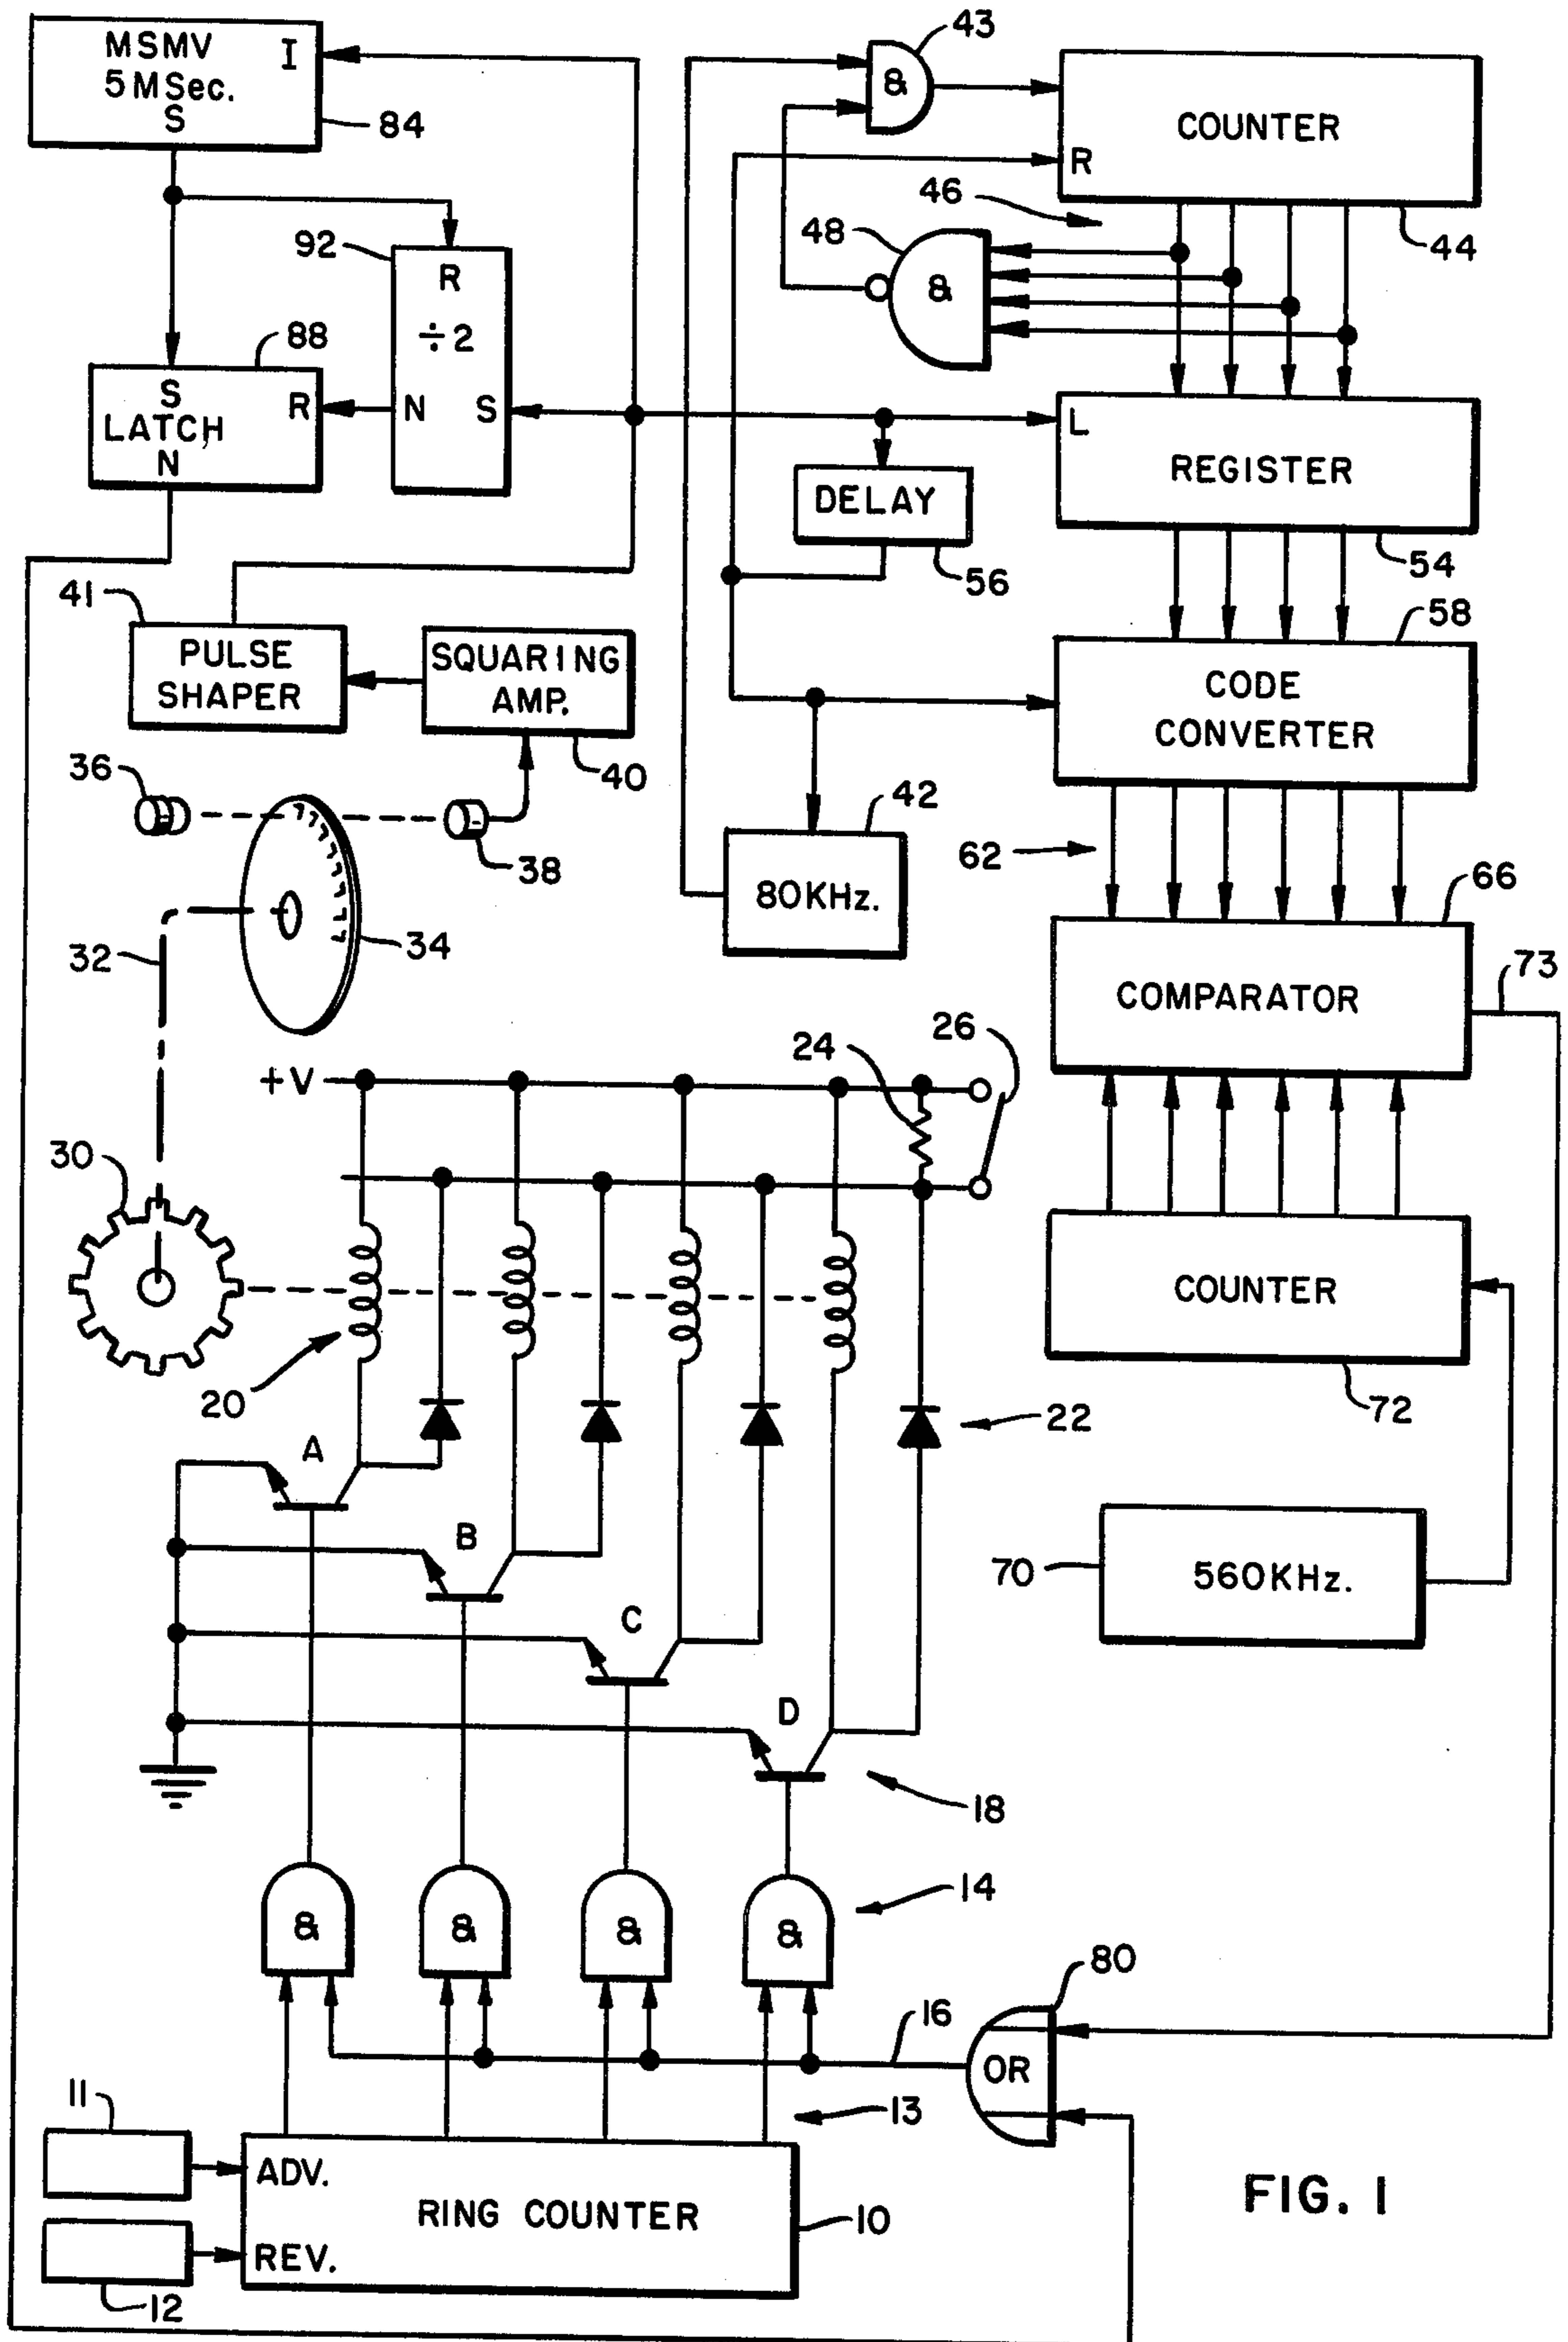 MSMV I
5MSec.
S
84
43
&
COUNTER
R
46
44
48
&
92
R
÷2
N S
88
S
LATCH R
N
L
REGISTER
54
DELAY
56
41
PULSE
SHAPER
SQUARING
AMP.
40
58
CODE
CONVERTER
36
38
34
32
42
80KHz.
62
66
COMPARATOR
73
24
26
+V
30
20
COUNTER
72
22
A
B
C
D
70
560KHz.
18
14
&
&
&
&
80
OR
16
13
11
ADV.
RING COUNTER
REV.
10
12
FIG. 1